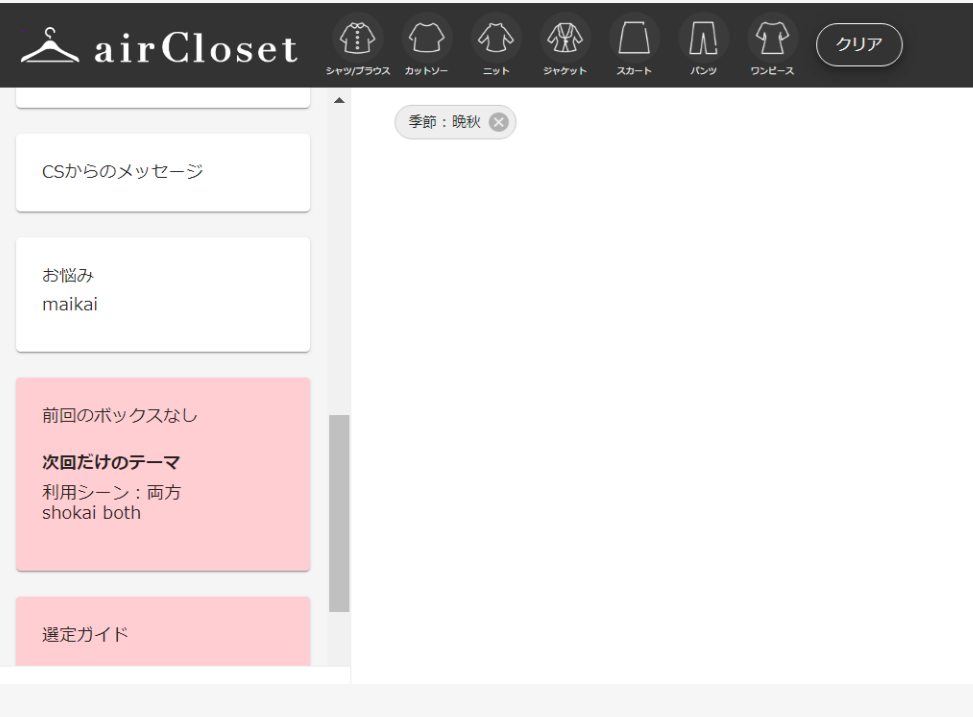 airCloset
シャツ/ブラウス
カットソー
ニット
ジャケット
スカート
パンツ
ワンピース
クリア
季節：晩秋
CSからのメッセージ
お悩み
maikai
前回のボックスなし
次回だけのテーマ
利用シーン：両方
shokai both
選定ガイド